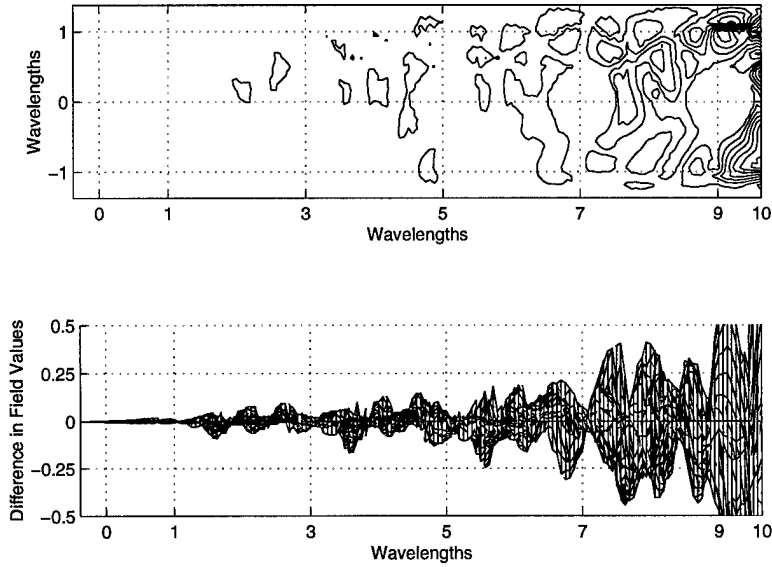 Wavelengths
1
0
−1
0 1 3 5 7 9 10
Wavelengths
Difference in Field Values
0.5
0.25
0
−0.25
−0.5
0 1 3 5 7 9 10
Wavelengths